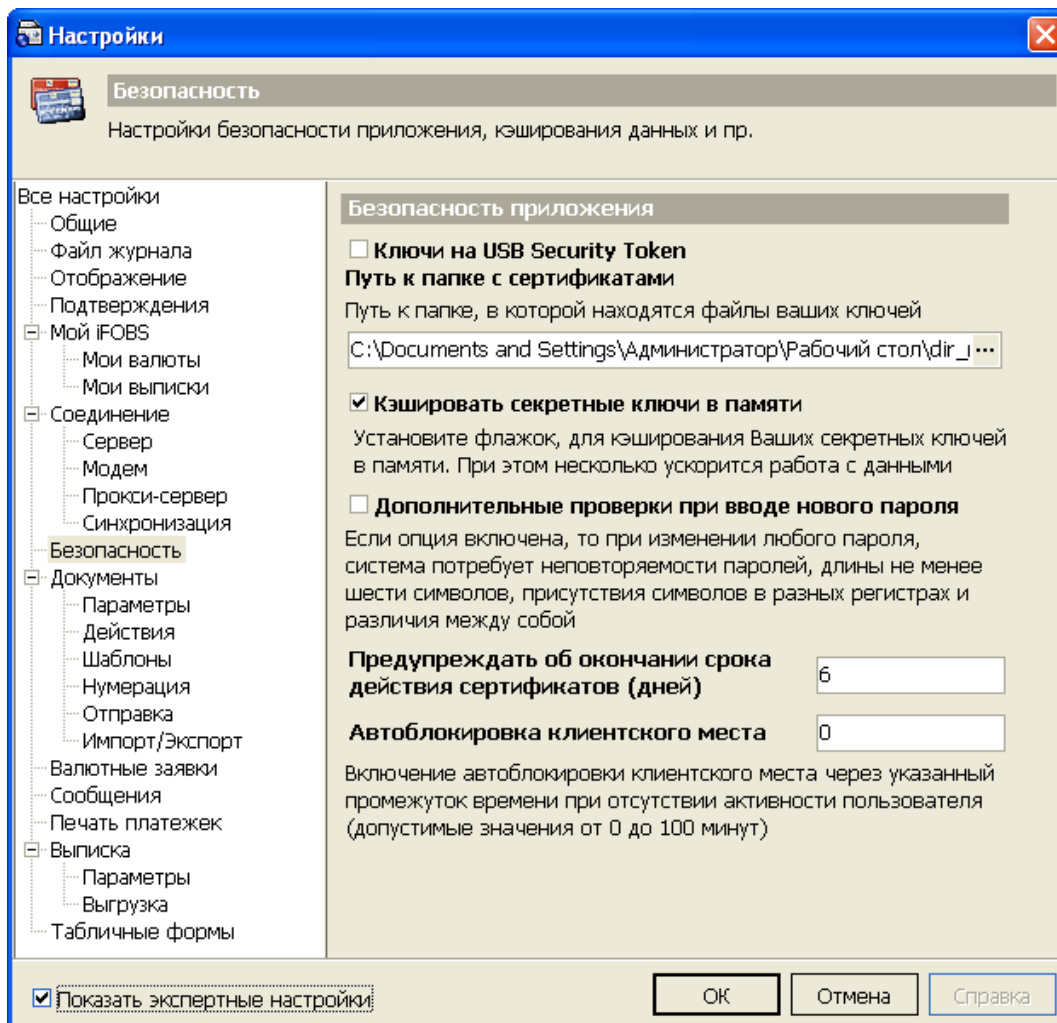 Настройки
Безопасность
Настройки безопасности приложения, кэширования данных и пр.
Все настройки
Общие
Файл журнала
Отображение
Подтверждения
Мой iFOBS
Мои валюты
Мои выписки
Соединение
Сервер
Модем
Прокси-сервер
Синхронизация
Безопасность
Документы
Параметры
Действия
Шаблоны
Нумерация
Отправка
Импорт/Экспорт
Валютные заявки
Сообщения
Печать платежек
Выписка
Параметры
Выгрузка
Табличные формы
Безопасность приложения
Ключи на USB Security Token
Путь к папке с сертификатами
Путь к папке, в которой находятся файлы ваших ключей
C:\Documents and Settings\Администратор\Рабочий стол\dir_ ...
Кэшировать секретные ключи в памяти
Установите флажок, для кэширования Ваших секретных ключей
в памяти. При этом несколько ускорится работа с данными
Дополнительные проверки при вводе нового пароля
Если опция включена, то при изменении любого пароля,
система потребует неповторяемости паролей, длины не менее
шести символов, присутствия символов в разных регистрах и
различия между собой
Предупреждать об окончании срока
действия сертификатов (дней)
6
Автоблокировка клиентского места
0
Включение автоблокировки клиентского места через указанный
промежуток времени при отсутствии активности пользователя
(допустимые значения от 0 до 100 минут)
Показать экспертные настройки
ОК
Отмена
Справка